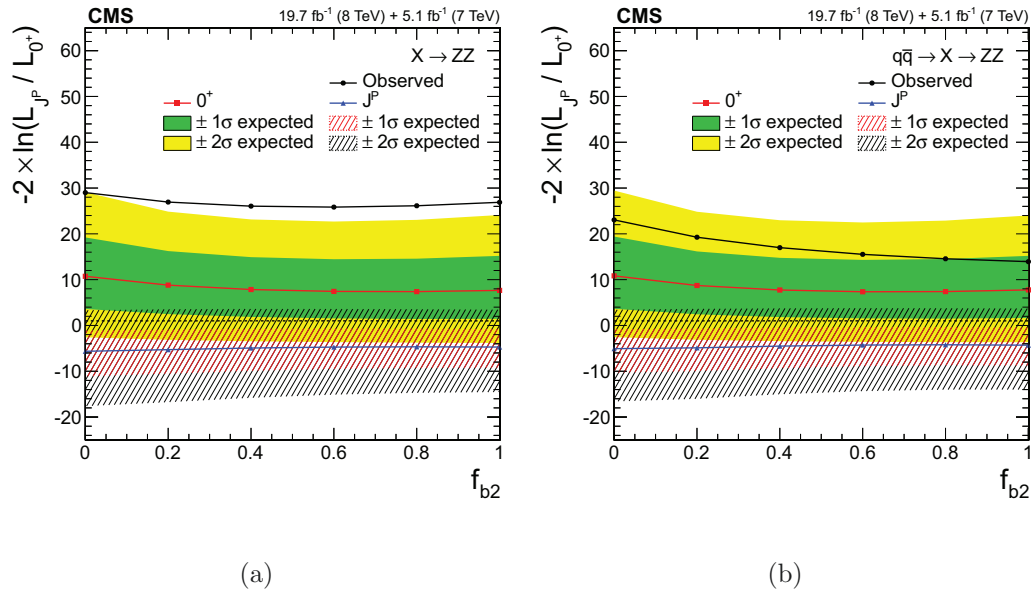 CMS 19.7 fb⁻¹ (8 TeV) + 5.1 fb⁻¹ (7 TeV)
-2 × ln(L_{J^P} / L_{0⁺})
X → ZZ
Observed
0⁺ J^P
± 1σ expected ± 1σ expected
± 2σ expected ± 2σ expected
60
50
40
30
20
10
0
-10
-20
0 0.2 0.4 0.6 0.8 1
f_{b2}
(a)
CMS 19.7 fb⁻¹ (8 TeV) + 5.1 fb⁻¹ (7 TeV)
-2 × ln(L_{J^P} / L_{0⁺})
qq̅ → X → ZZ
Observed
0⁺ J^P
± 1σ expected ± 1σ expected
± 2σ expected ± 2σ expected
60
50
40
30
20
10
0
-10
-20
0 0.2 0.4 0.6 0.8 1
f_{b2}
(b)